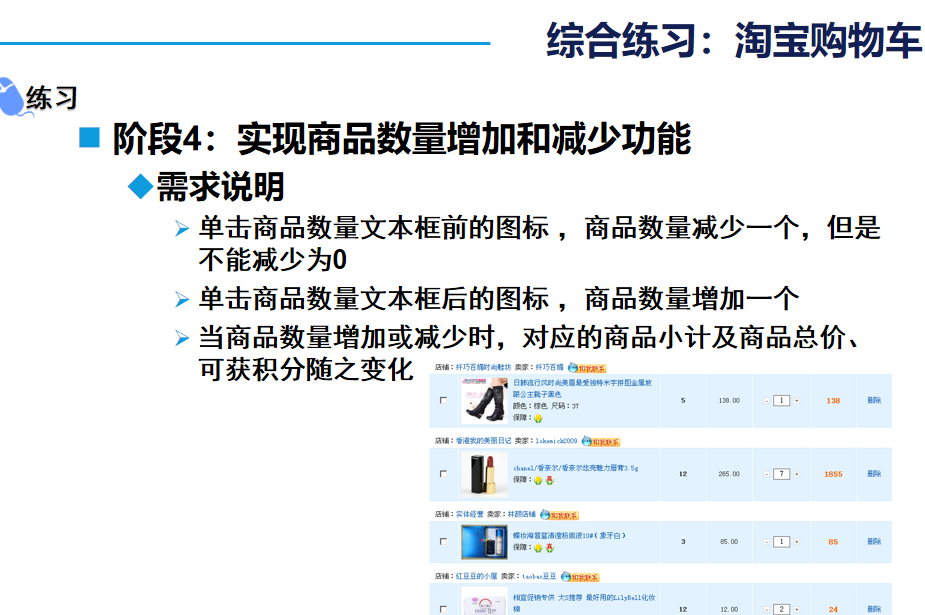 综合练习：淘宝购物车
练习
阶段4：实现商品数量增加和减少功能
需求说明
单击商品数量文本框前的图标 ，商品数量减少一个，但是
不能减少为0
单击商品数量文本框后的图标 ，商品数量增加一个
当商品数量增加或减少时，对应的商品小计及商品总价、
可获积分随之变化
店铺：纤巧百媚时尚鞋坊 卖家：纤巧百媚 和我联系
日韩流行风时尚美眉最爱独特米字拼图金属坡
跟公主靴子黑色
颜色：棕色 尺码：37
保障：
5 138.00 - 1 + 138 删除
店铺：香港我的美丽日记 卖家：lokemick2009 和我联系
chanel/香奈尔/香奈尔炫亮魅力唇膏3.5g
保障：
12 265.00 - 7 + 1855 删除
店铺：实体经营 卖家：林颜店铺 和我联系
蝶妆海皙蓝清滢粉底液10#（象牙白）
保障：
3 85.00 - 1 + 85 删除
店铺：红豆豆的小屋 卖家：taobao豆豆 和我联系
相宜促销专供 大S推荐 最好用的LilyBell化妆
棉
12 12.00 - 2 + 24 删除